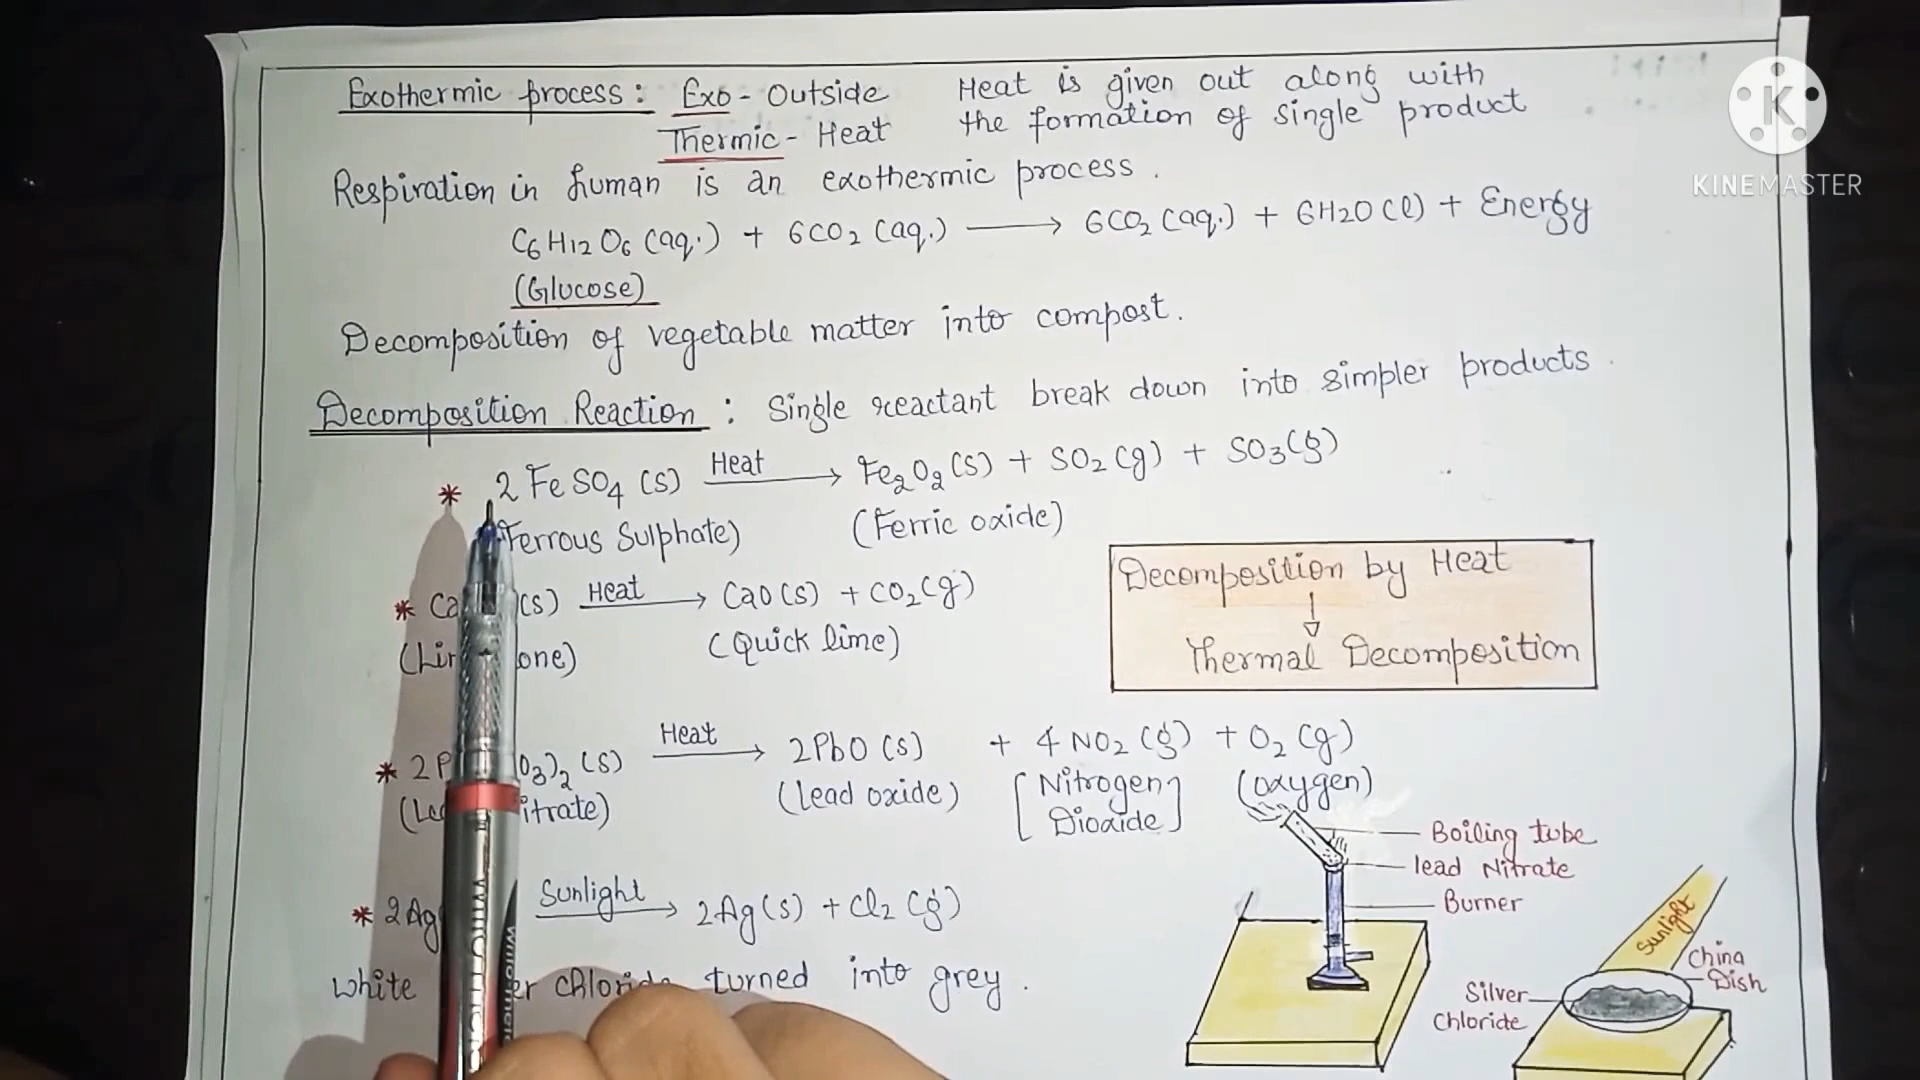 Exothermic process: Exo - Outside Heat is given out along with
Thermic - Heat the formation of single product
KINEMASTER
Respiration in human is an exothermic process.
C6H12O6 (aq.) + 6CO2 (aq.) ⟶ 6CO2 (aq.) + 6H2O (l) + Energy
(Glucose)
Decomposition of vegetable matter into compost.
Decomposition Reaction: Single reactant break down into simpler products
* 2 FeSO4 (s) Heat ⟶ Fe2O2 (s) + SO2 (g) + SO3 (g)
Ferrous Sulphate) (Ferric oxide)
* Ca (s) Heat ⟶ CaO (s) + CO2 (g)
(Quick lime)
Decomposition by Heat
Thermal Decomposition
* 2P O3)2 (s) Heat ⟶ 2PbO (s) + 4 NO2 (g) + O2 (g)
(Lead oxide) [Nitrogen Dioxide] (oxygen)
* 2Ag Sunlight ⟶ 2Ag (s) + Cl2 (g)
white chloride turned into grey.
Boiling tube
lead Nitrate
Burner
Sunlight
China Dish
Silver Chloride